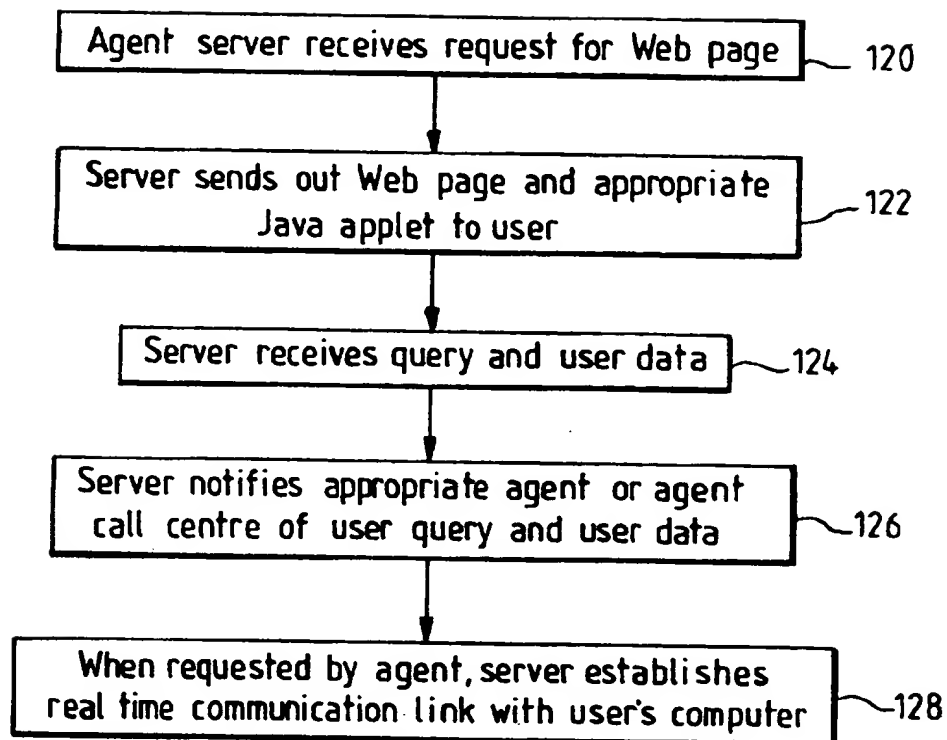 Agent server receives request for Web page
120
Server sends out Web page and appropriate
Java applet to user
122
Server receives query and user data
124
Server notifies appropriate agent or agent
call centre of user query and user data
126
When requested by agent, server establishes
real time communication link with user's computer
128